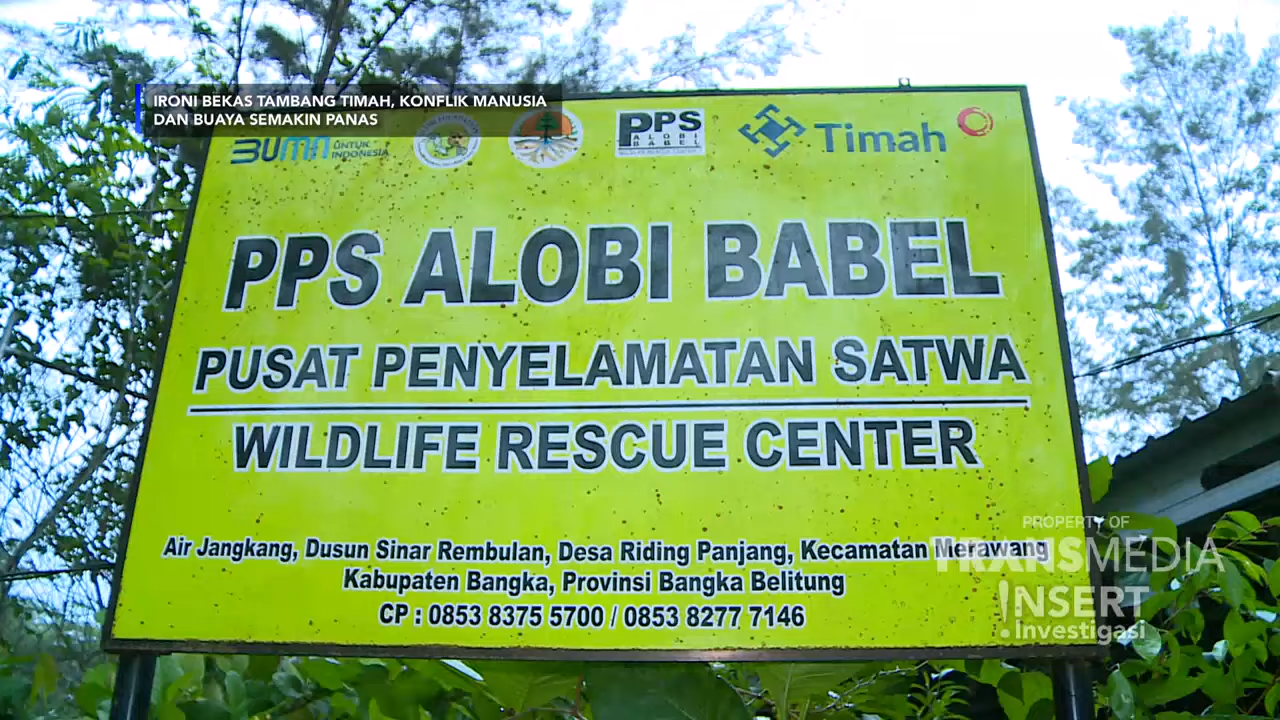 IRONI BEKAS TAMBANG TIMAH, KONFLIK MANUSIA
DAN BUAYA SEMAKIN PANAS
BUMN UNTUK
INDONESIA
PPS
ALOBI
BABEL
Timah
PPS ALOBI BABEL
PUSAT PENYELAMATAN SATWA
WILDLIFE RESCUE CENTER
Air Jangkang, Dusun Sinar Rembulan, Desa Riding Panjang, Kecamatan Merawang
Kabupaten Bangka, Provinsi Bangka Belitung
CP : 0853 8375 5700 / 0853 8277 7146
PROPERTY OF
TRANSMEDIA
!NSERT
Investigasi